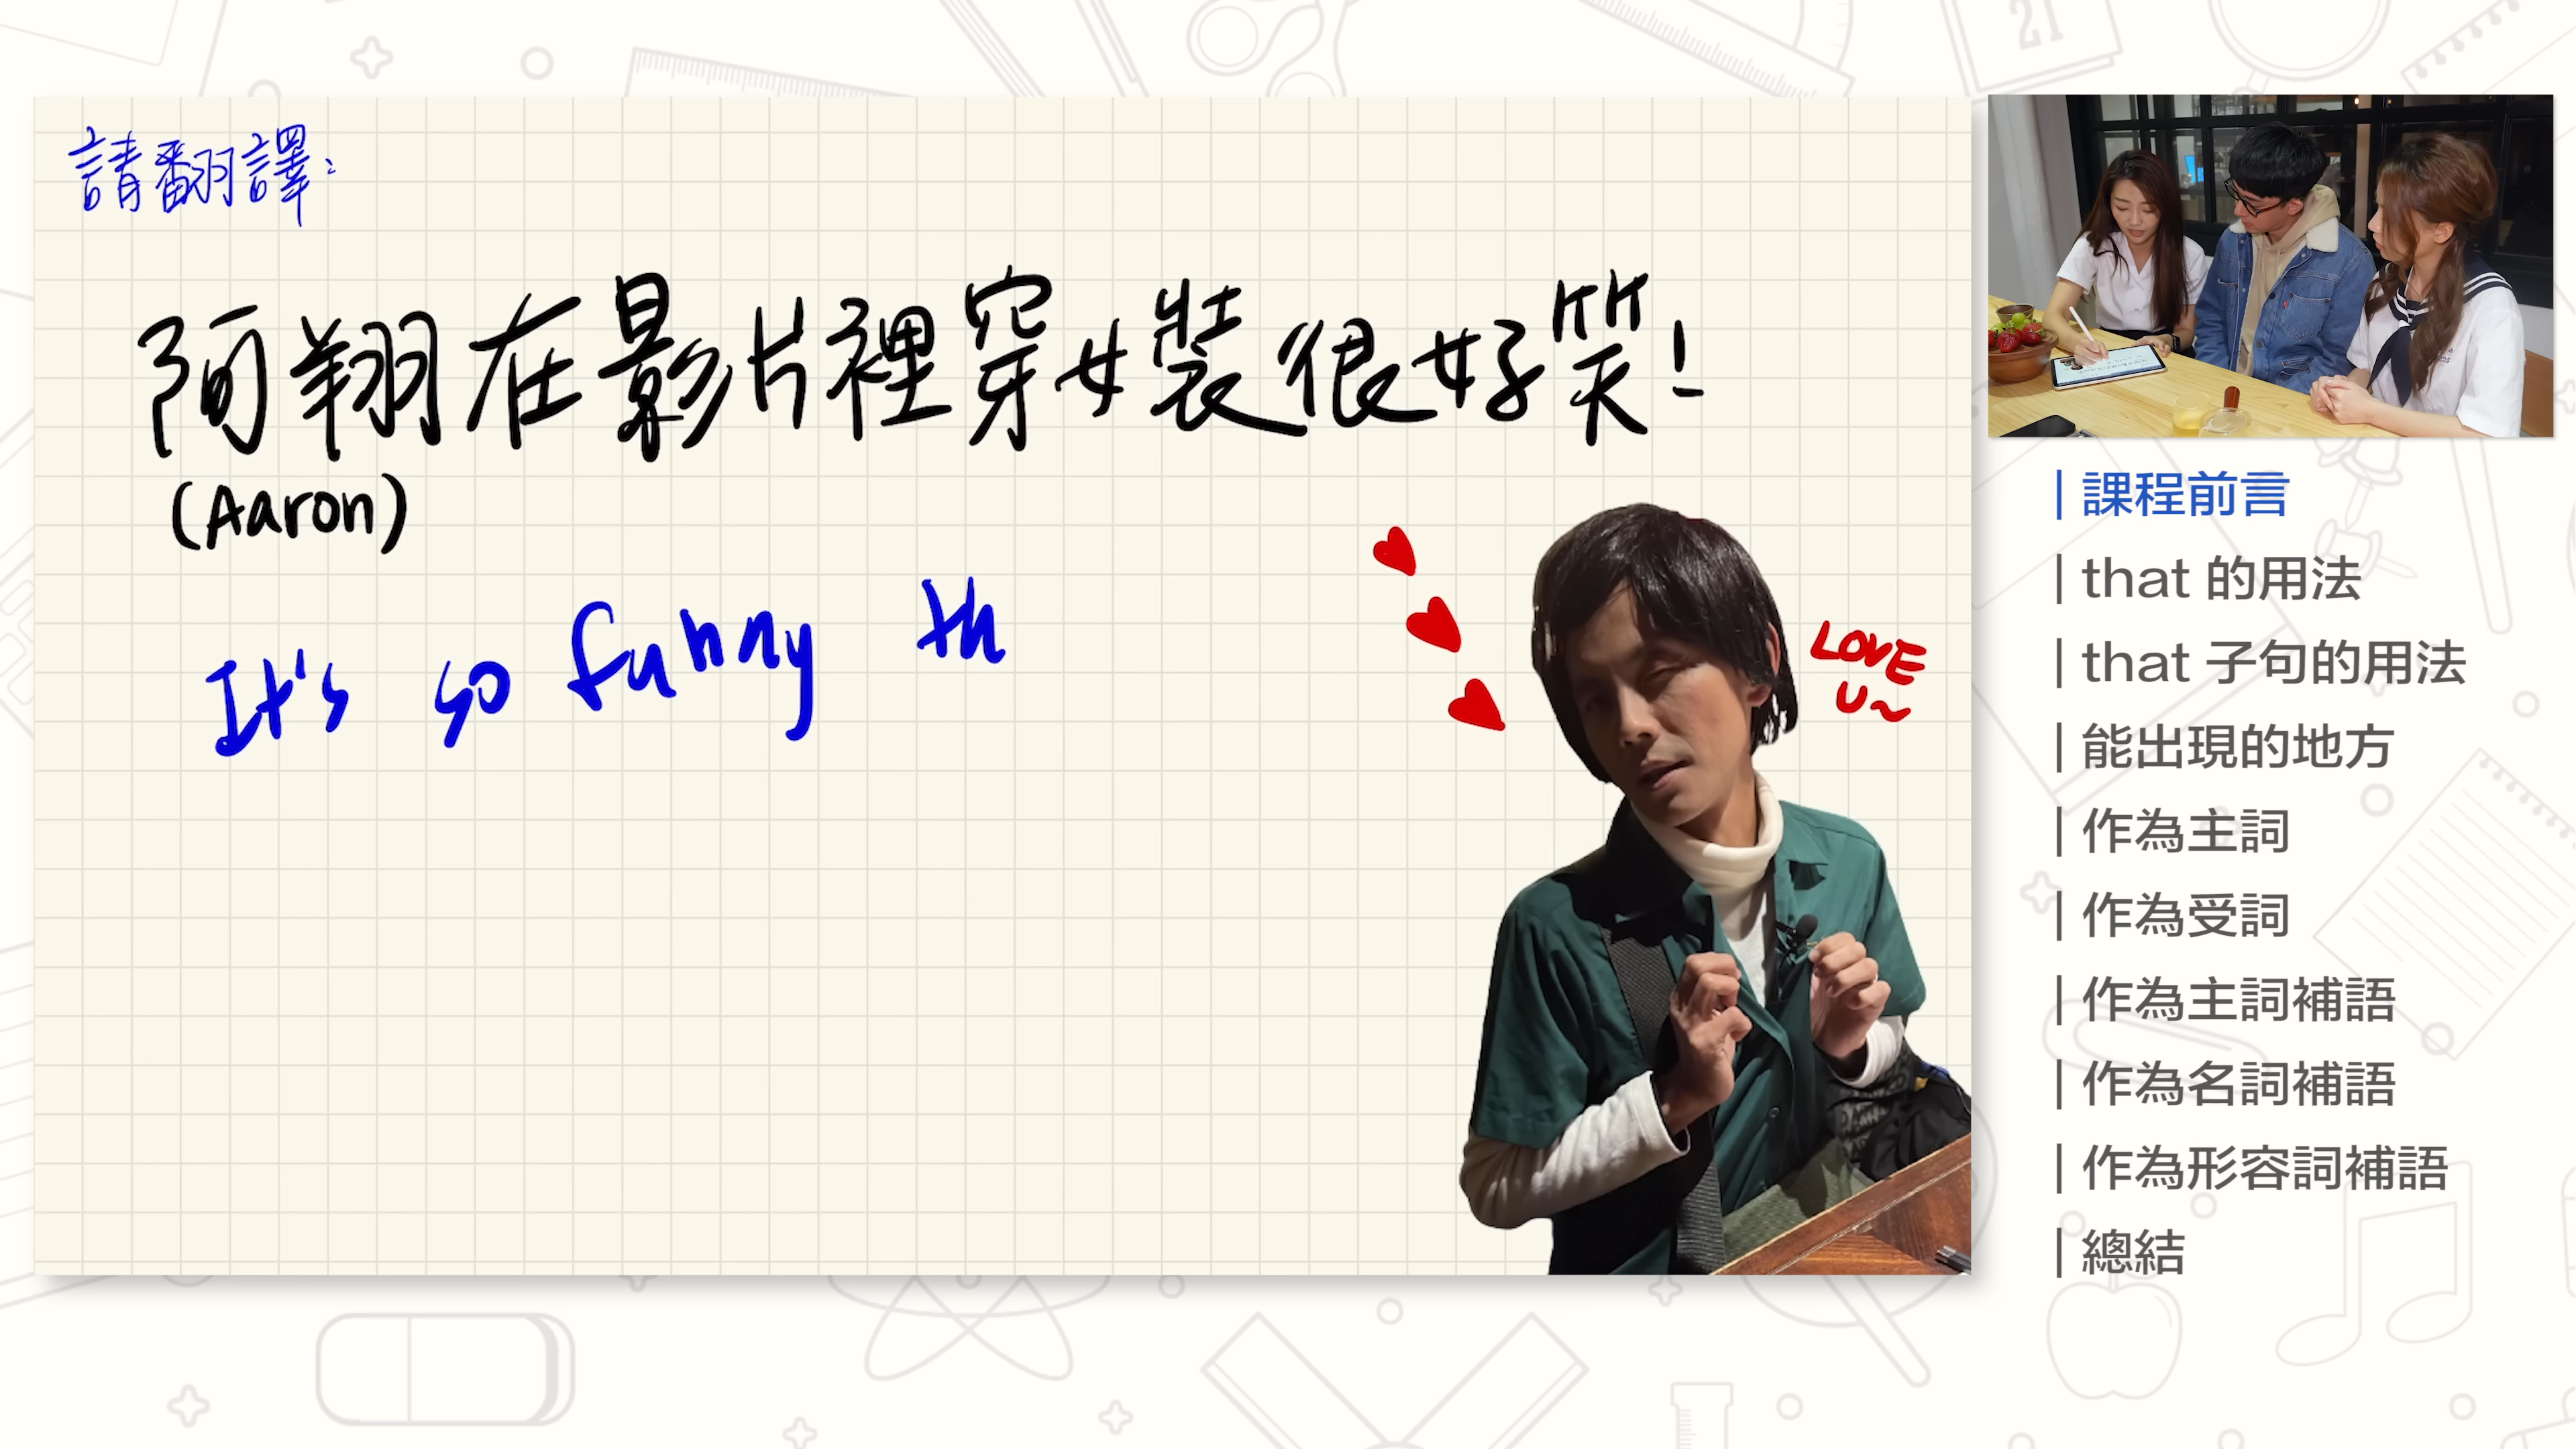 請翻譯:
阿翔在影片裡穿女裝很好笑!
(Aaron)
It's so funny th
LOVE
U~
| 課程前言
| that 的用法
| that 子句的用法
| 能出現的地方
| 作為主詞
| 作為受詞
| 作為主詞補語
| 作為名詞補語
| 作為形容詞補語
| 總結
21